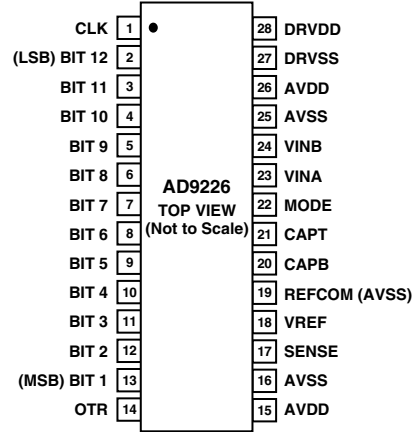 CLK 1 28 DRVDD
(LSB) BIT 12 2 27 DRVSS
BIT 11 3 26 AVDD
BIT 10 4 25 AVSS
BIT 9 5 24 VINB
BIT 8 6 23 VINA
BIT 7 7 AD9226 22 MODE
BIT 6 8 TOP VIEW 21 CAPT
(Not to Scale)
BIT 5 9 20 CAPB
BIT 4 10 19 REFCOM (AVSS)
BIT 3 11 18 VREF
BIT 2 12 17 SENSE
(MSB) BIT 1 13 16 AVSS
OTR 14 15 AVDD